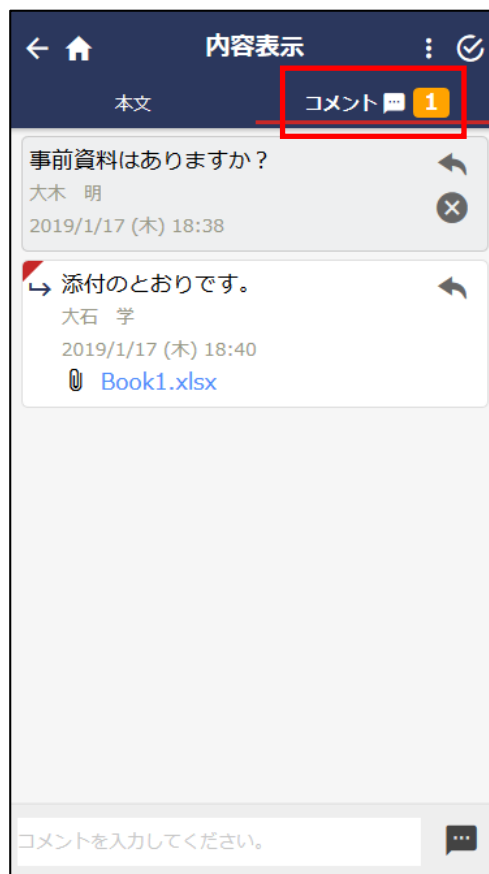 内容表示
本文
コメント 1
事前資料はありますか？
大木　明
2019/1/17 (木) 18:38
添付のとおりです。
大石　学
2019/1/17 (木) 18:40
Book1.xlsx
コメントを入力してください。